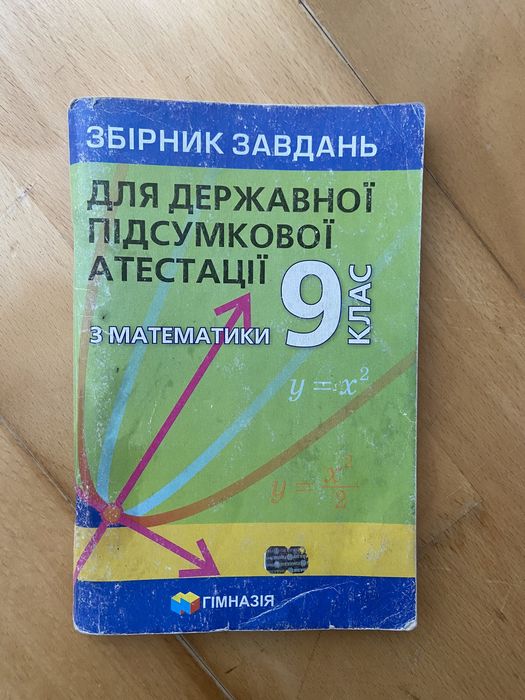 ЗБІРНИК ЗАВДАНЬ
ДЛЯ ДЕРЖАВНОЇ
ПІДСУМКОВОЇ
АТЕСТАЦІЇ
З МАТЕМАТИКИ
9 КЛАС
y = x²
y = x²/2
ГІМНАЗІЯ